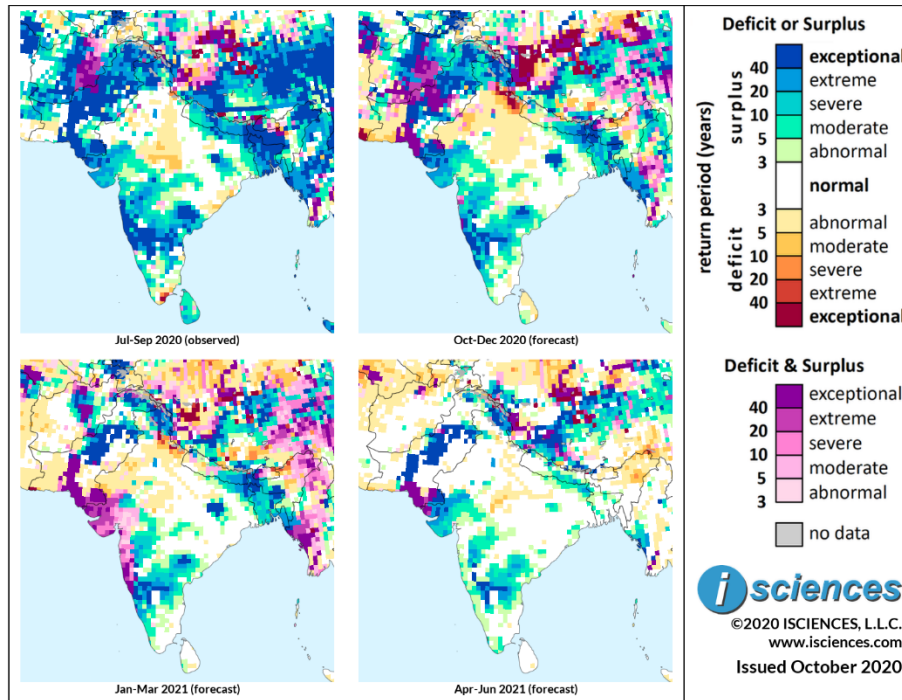 Jul-Sep 2020 (observed)
Oct-Dec 2020 (forecast)
Jan-Mar 2021 (forecast)
Apr-Jun 2021 (forecast)
Deficit or Surplus
return period (years)
surplus
deficit
exceptional
40
extreme
20
severe
10
moderate
5
abnormal
3
normal
3
abnormal
5
moderate
10
severe
20
extreme
40
exceptional
Deficit & Surplus
exceptional
40
extreme
20
severe
10
moderate
5
abnormal
3
no data
i sciences
©2020 ISCIENCES, L.L.C.
www.isciences.com
Issued October 2020